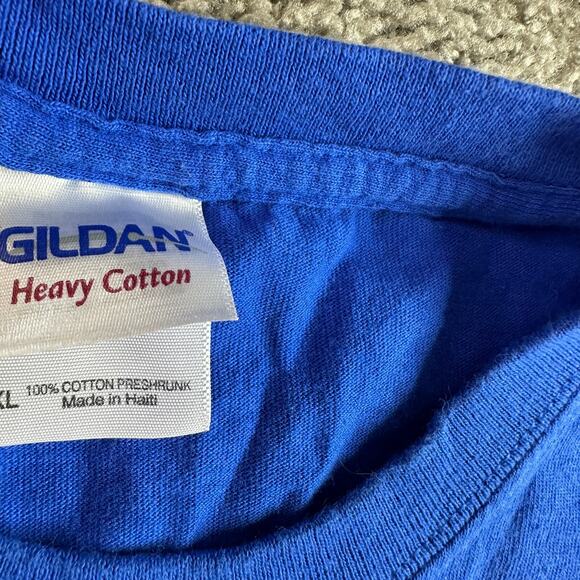 GILDAN®
Heavy Cotton
XL 100% COTTON PRESHRUNK
Made in Haiti